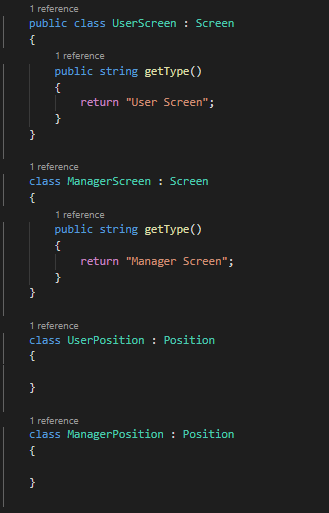 1 reference
public class UserScreen : Screen
{
1 reference
public string getType()
{
return "User Screen";
}
}
1 reference
class ManagerScreen : Screen
{
1 reference
public string getType()
{
return "Manager Screen";
}
}
1 reference
class UserPosition : Position
{
}
1 reference
class ManagerPosition : Position
{
}